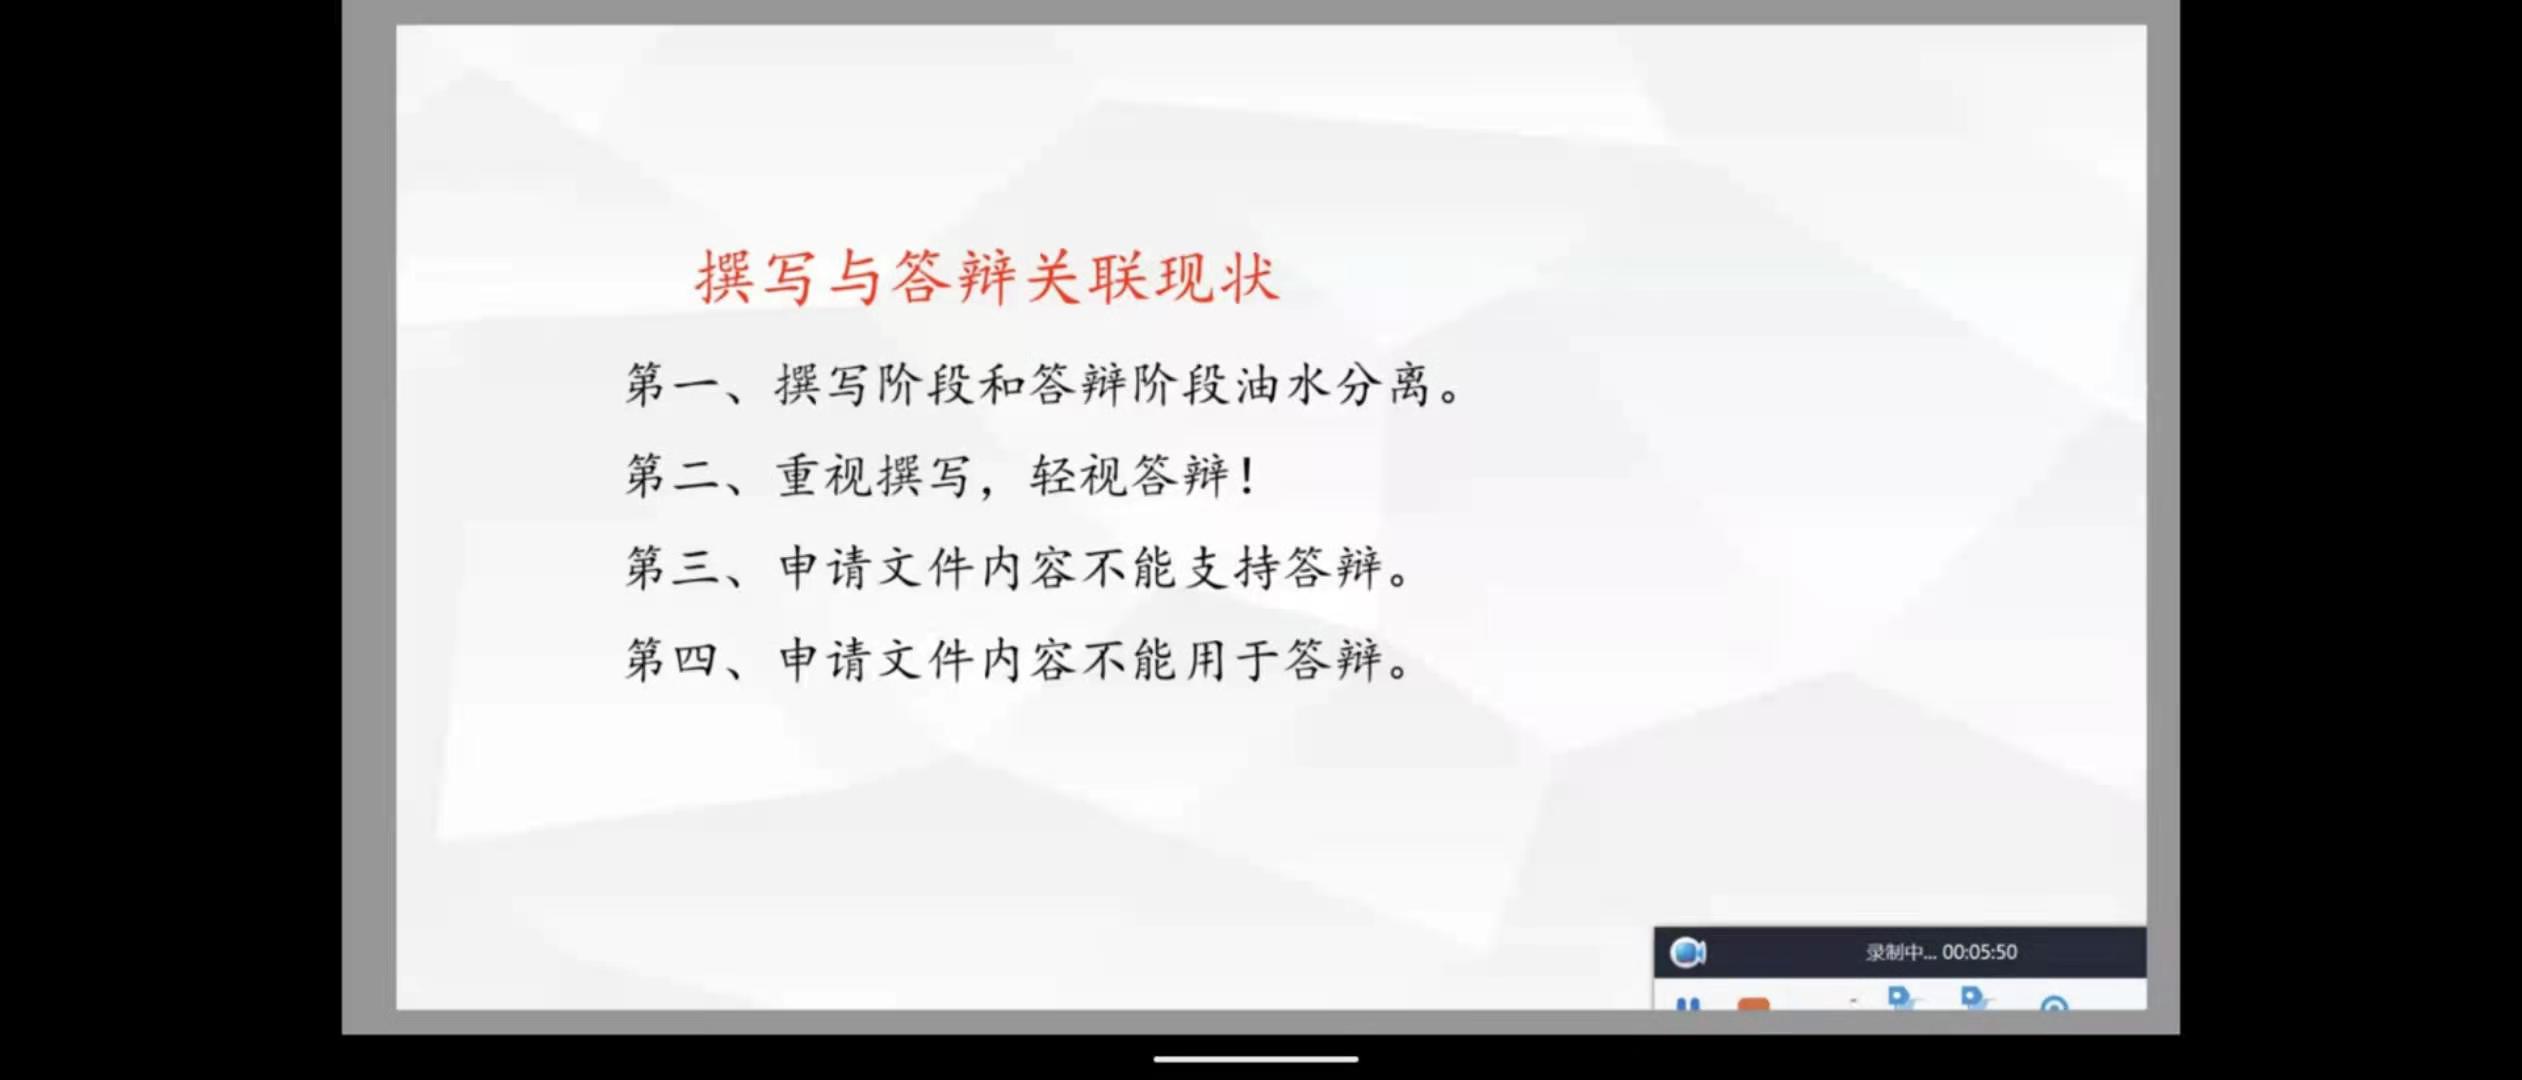 撰写与答辩关联现状
第一、撰写阶段和答辩阶段油水分离。
第二、重视撰写，轻视答辩！
第三、申请文件内容不能支持答辩。
第四、申请文件内容不能用于答辩。
录制中... 00:05:50